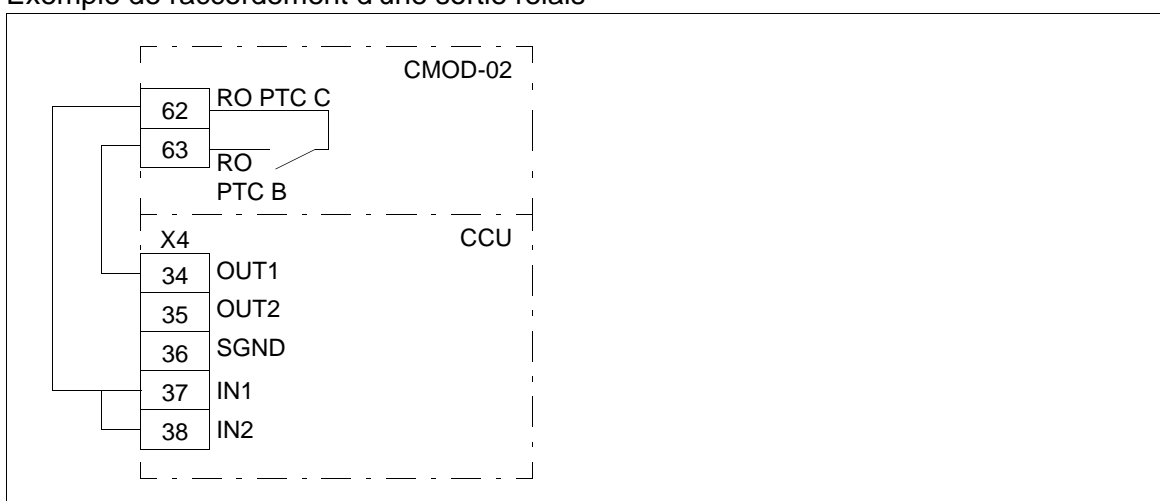 Exemple de raccordement d'une sortie relais
CMOD-02
62 RO PTC C
63 RO
PTC B
X4 CCU
34 OUT1
35 OUT2
36 SGND
37 IN1
38 IN2